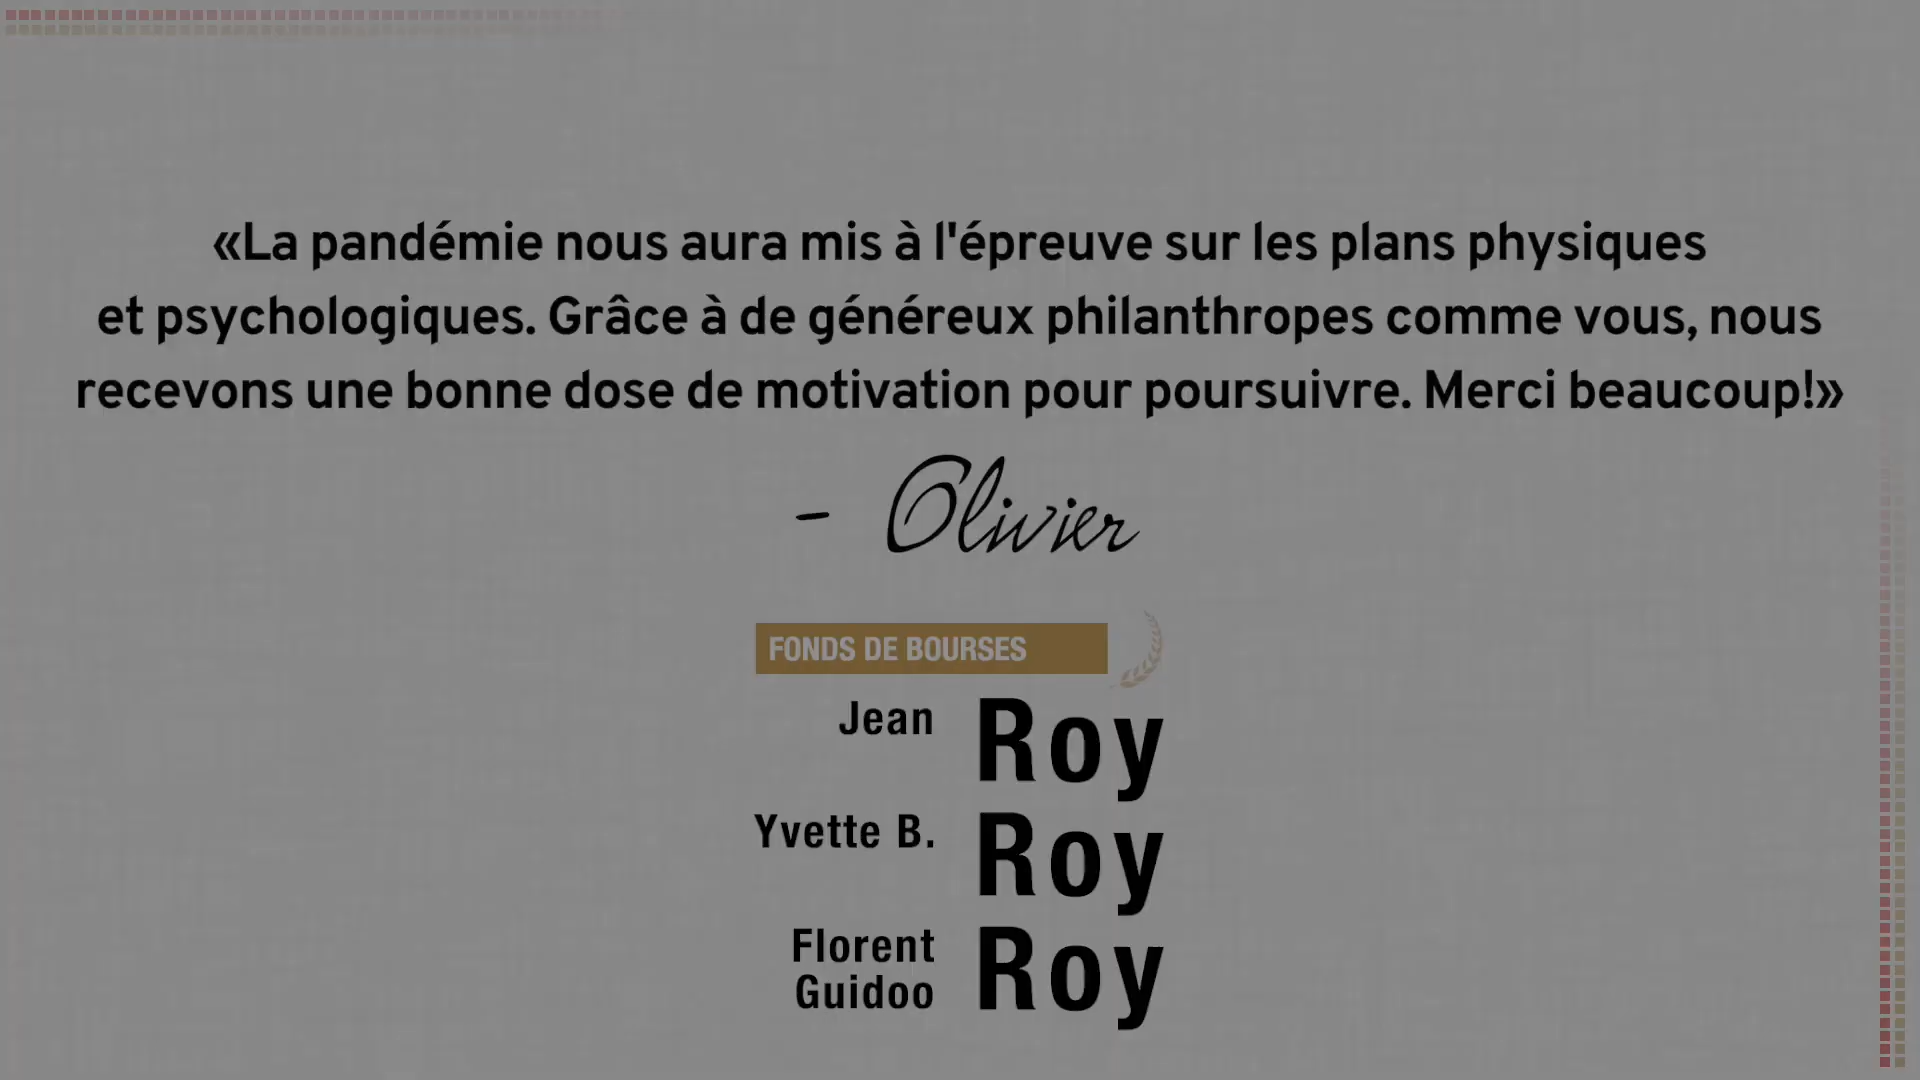 «La pandémie nous aura mis à l'épreuve sur les plans physiques
et psychologiques. Grâce à de généreux philanthropes comme vous, nous
recevons une bonne dose de motivation pour poursuivre. Merci beaucoup!»
- Olivier
FONDS DE BOURSES
Jean Roy
Yvette B. Roy
Florent Guidoo Roy